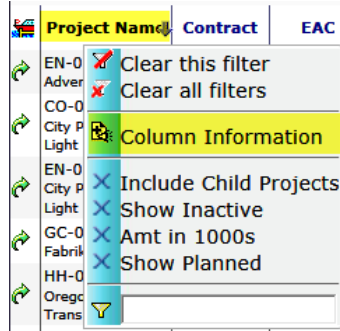 Project Name Contract EAC
EN-0
Adver
CO-0
City P
Light
EN-0
City P
Light
GC-0
Fabrik
HH-0
Orego
Trans
Clear this filter
Clear all filters
Column Information
Include Child Projects
Show Inactive
Amt in 1000s
Show Planned